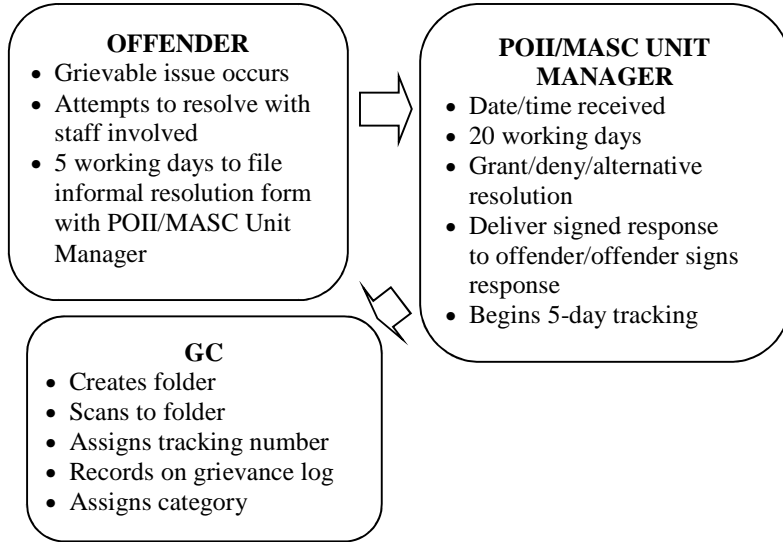 OFFENDER
• Grievable issue occurs
• Attempts to resolve with
staff involved
• 5 working days to file
informal resolution form
with POII/MASC Unit
Manager
POII/MASC UNIT
MANAGER
• Date/time received
• 20 working days
• Grant/deny/alternative
resolution
• Deliver signed response
to offender/offender signs
response
• Begins 5-day tracking
GC
• Creates folder
• Scans to folder
• Assigns tracking number
• Records on grievance log
• Assigns category